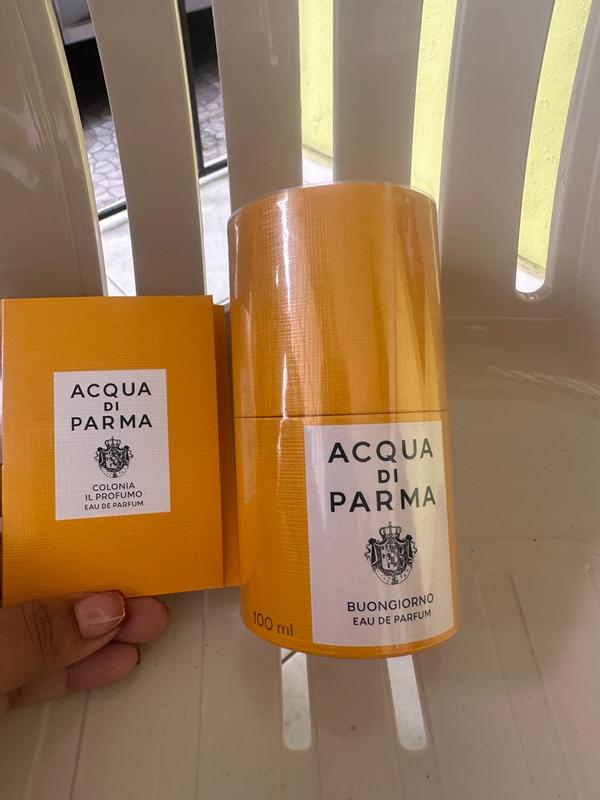 ACQUA
DI
PARMA
COLONIA
IL PROFUMO
EAU DE PARFUM
ACQUA
DI
PARMA
BUONGIORNO
EAU DE PARFUM
100 ml